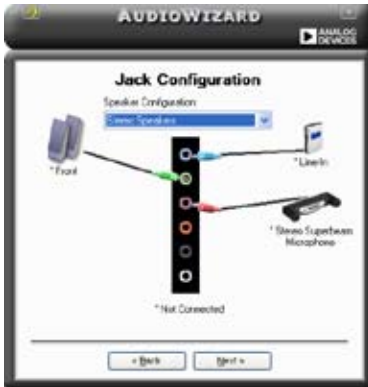 AUDIOWIZARD
ANALOG
DEVICES
Jack Configuration
Speaker Configuration:
Stereo Speakers
* Front
* Line-In
* Stereo Superbeam
Microphone
* Not Connected
< Back
Next >